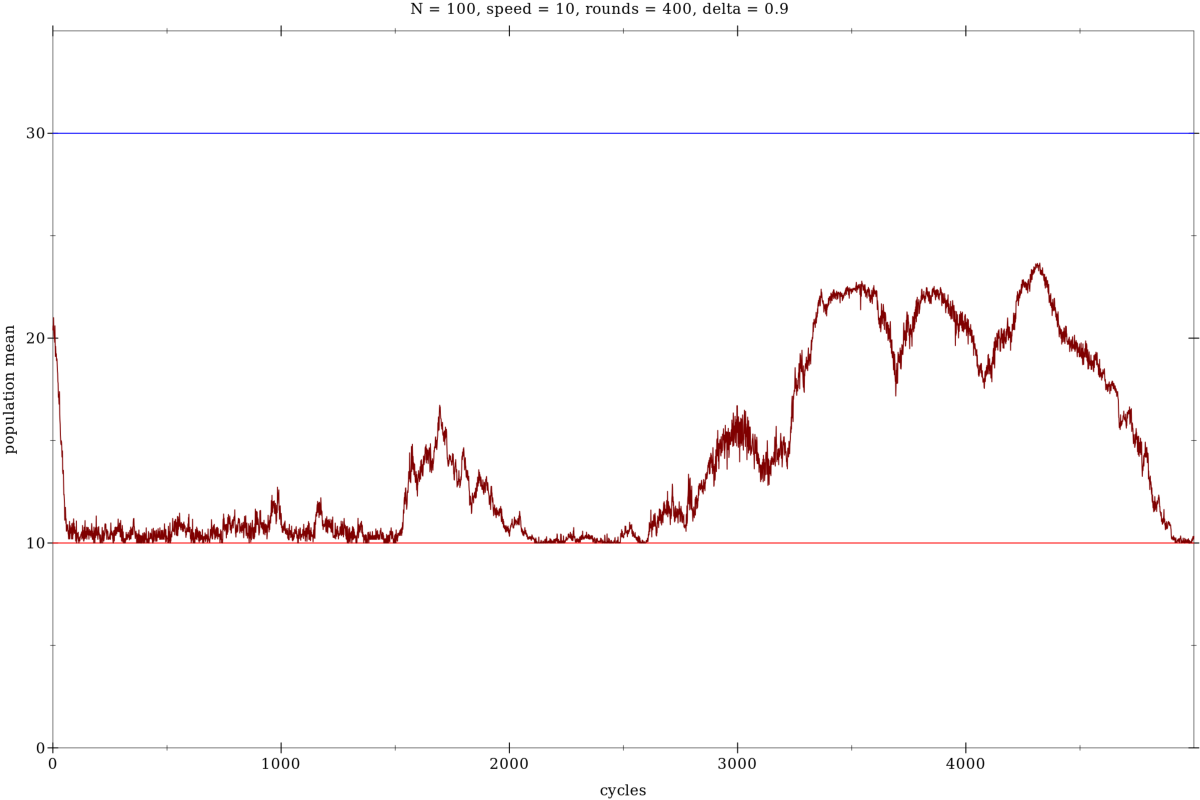 N = 100, speed = 10, rounds = 400, delta = 0.9
population mean
30
20
10
0
0 1000 2000 3000 4000
cycles